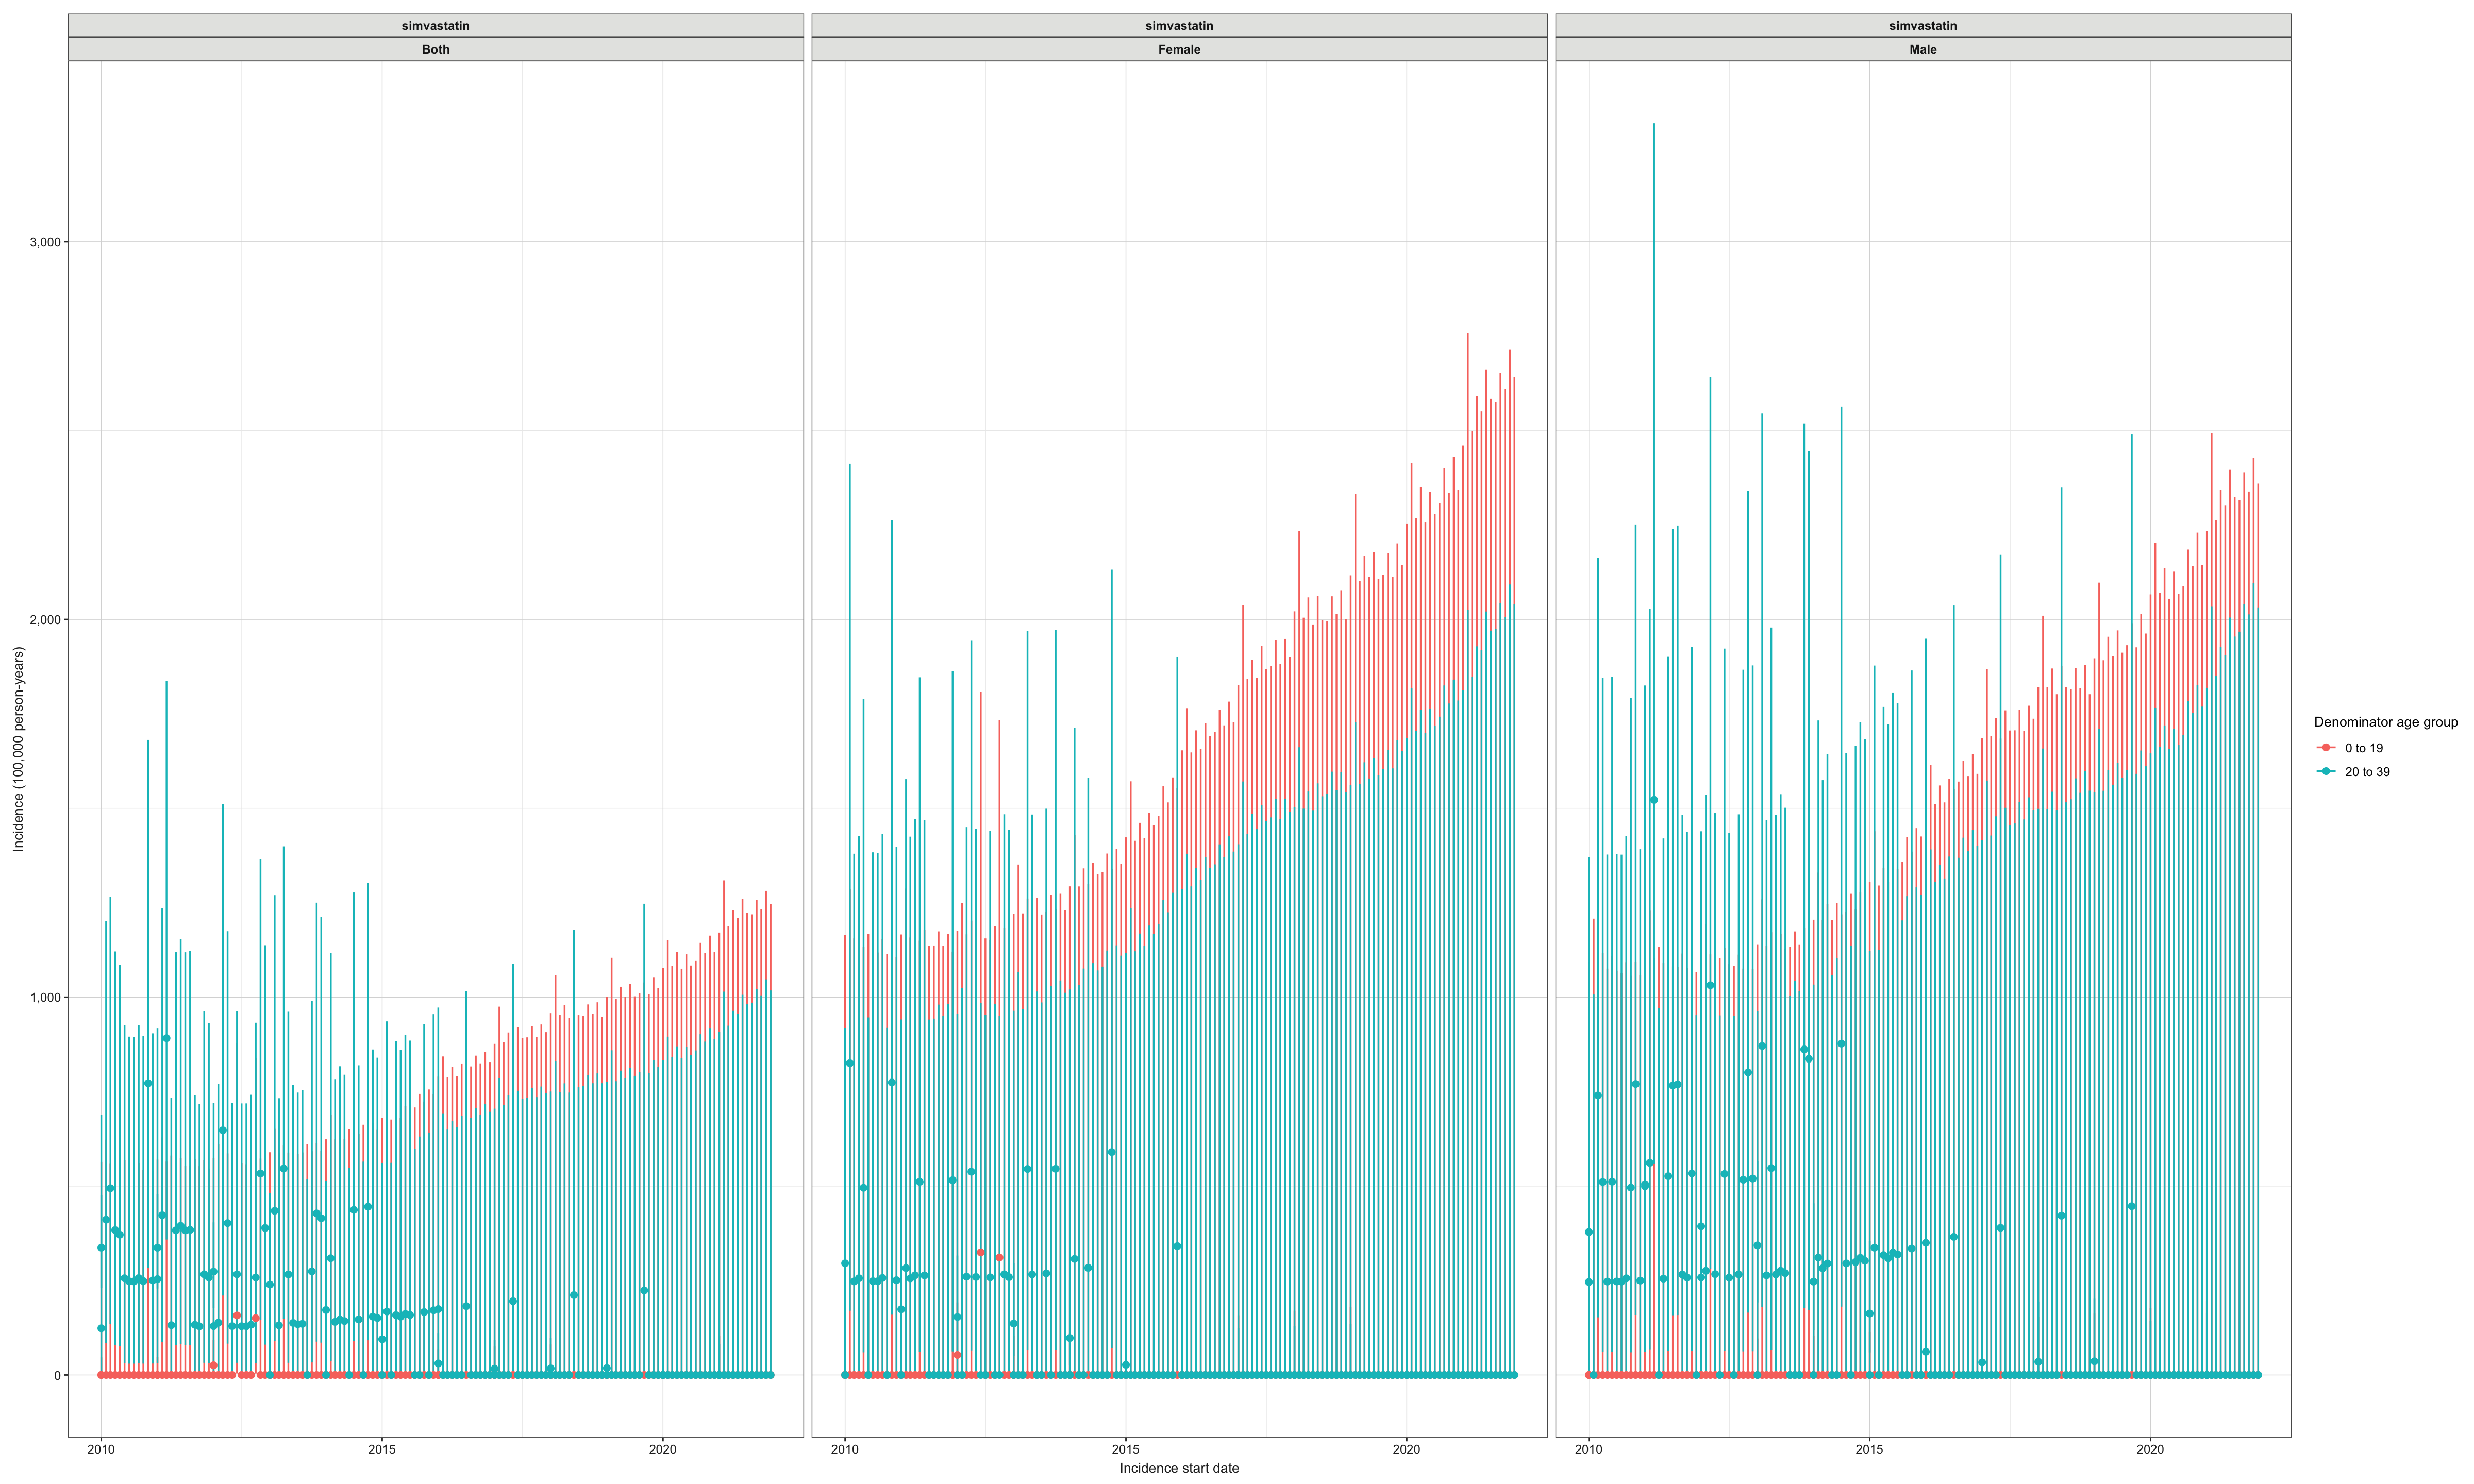 simvastatin
simvastatin
simvastatin
Both
Female
Male
3,000
2,000
1,000
0
Incidence (100,000 person-years)
2010
2015
2020
2010
2015
2020
2010
2015
2020
Incidence start date
Denominator age group
0 to 19
20 to 39